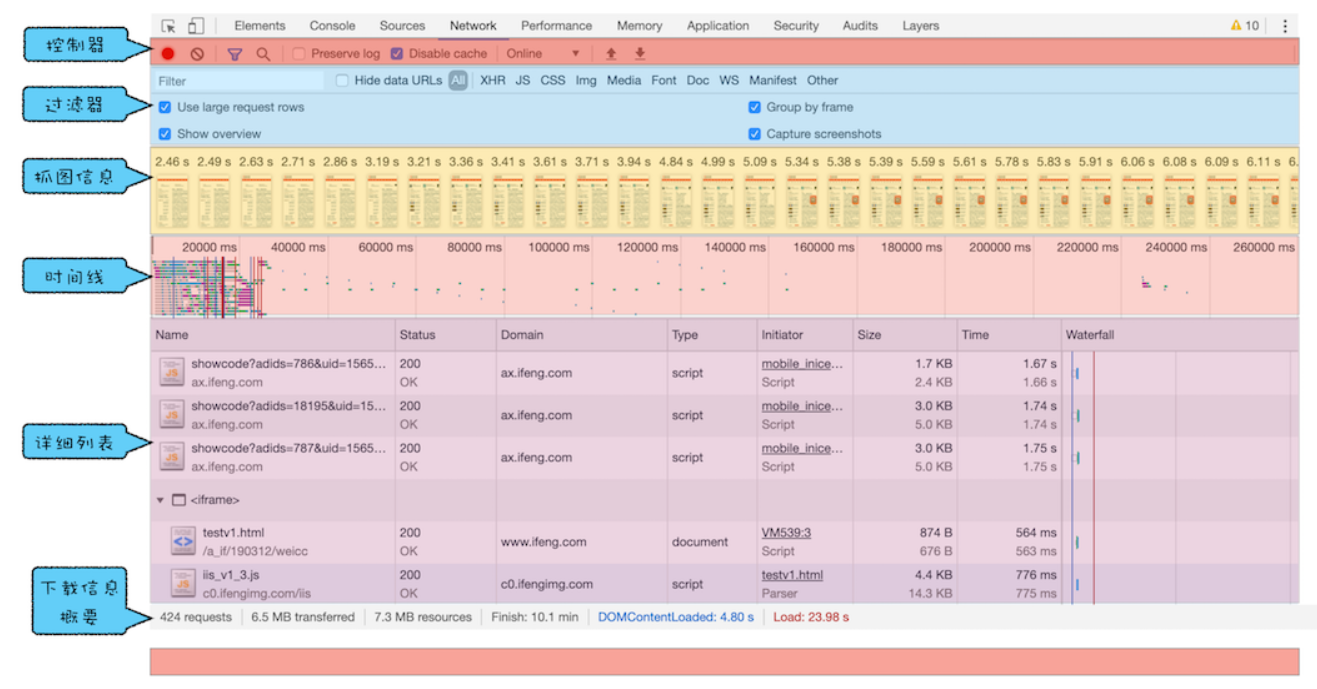 Elements Console Sources Network Performance Memory Application Security Audits Layers 10
控制器
Preserve log Disable cache Online
Filter Hide data URLs All XHR JS CSS Img Media Font Doc WS Manifest Other
过滤器
Use large request rows Group by frame
Show overview Capture screenshots
2.46 s 2.49 s 2.63 s 2.71 s 2.86 s 3.19 s 3.21 s 3.36 s 3.41 s 3.61 s 3.71 s 3.94 s 4.84 s 4.99 s 5.09 s 5.34 s 5.38 s 5.39 s 5.59 s 5.61 s 5.78 s 5.83 s 5.91 s 6.06 s 6.08 s 6.09 s 6.11 s 6.
抓图信息
20000 ms 40000 ms 60000 ms 80000 ms 100000 ms 120000 ms 140000 ms 160000 ms 180000 ms 200000 ms 220000 ms 240000 ms 260000 ms
时间线
Name Status Domain Type Initiator Size Time Waterfall
showcode?adids=786&uid=1565... 200 ax.ifeng.com script mobile_inice... 1.7 KB 1.67 s
ax.ifeng.com OK Script 2.4 KB 1.66 s
showcode?adids=18195&uid=15... 200 ax.ifeng.com script mobile_inice... 3.0 KB 1.74 s
ax.ifeng.com OK Script 5.0 KB 1.74 s
详细列表
showcode?adids=787&uid=1565... 200 ax.ifeng.com script mobile_inice... 3.0 KB 1.75 s
ax.ifeng.com OK Script 5.0 KB 1.75 s
<iframe>
testv1.html 200 www.ifeng.com document VM539:3 874 B 564 ms
/a_if/190312/weicc OK Script 676 B 563 ms
iis_v1_3.js 200 c0.ifengimg.com script testv1.html 4.4 KB 776 ms
c0.ifengimg.com/iis OK Parser 14.3 KB 775 ms
下载信息
概要
424 requests 6.5 MB transferred 7.3 MB resources Finish: 10.1 min DOMContentLoaded: 4.80 s Load: 23.98 s